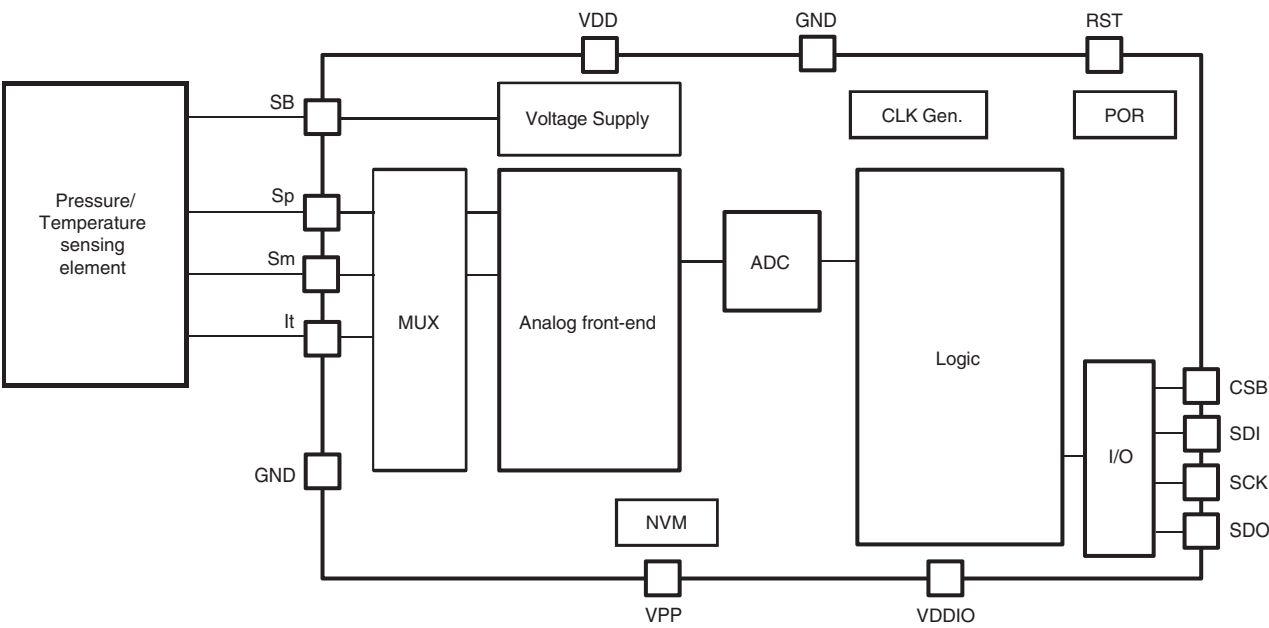 VDD
GND
RST
SB
Voltage Supply
CLK Gen.
POR
Pressure/
Temperature
sensing
element
Sp
Sm
It
MUX
Analog front-end
ADC
Logic
GND
I/O
CSB
SDI
SCK
SDO
NVM
VPP
VDDIO